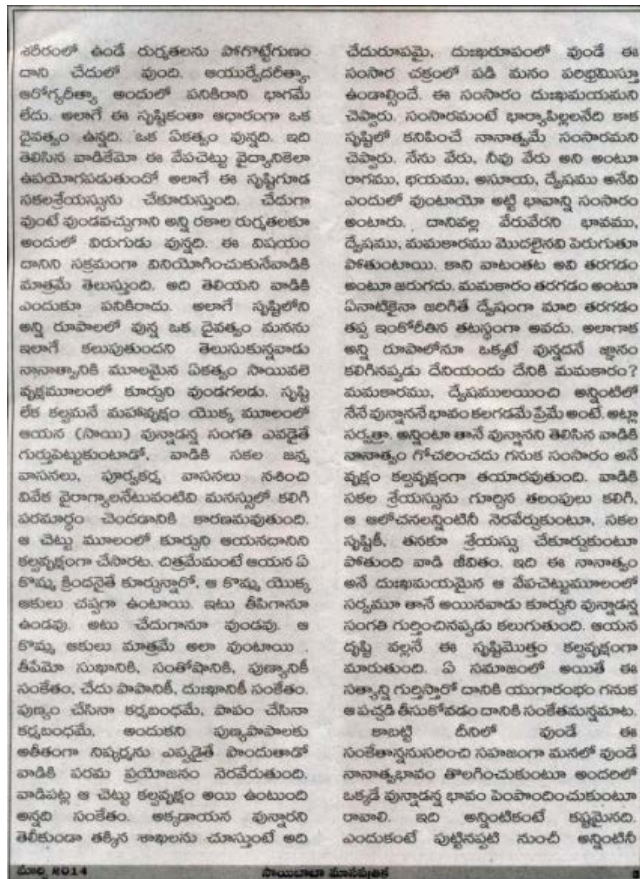 శరీరంలో ఉండే రుగ్మతలను పోగొట్టేగుణం
దాని చేదులో వుంది. ఆయుర్వేదరీత్యా,
ఆరోగ్యరీత్యా అందులో పనికిరాని భాగమే
లేదు. అలాగే ఈ సృష్టికంతా ఆధారంగా ఒక
దైవత్వం ఉన్నది. ఒక ఏకత్వం వున్నది. ఇది
తెలిసిన వాడికేమో ఈ వేపచెట్టు వైద్యానికెలా
ఉపయోగపడుతుందో అలాగే ఈ సృష్టిగూడ
సకలశ్రేయస్సును చేకూరుస్తుంది. చేదుగా
వుంటే వుండవచ్చుగాని అన్ని రకాల రుగ్మతలకూ
అందులో విరుగుడు వున్నది. ఈ విషయం
దానిని సక్రమంగా వినియోగించుకునేవాడికి
మాత్రమే తెలుస్తుంది. అది తెలియని వాడికి
ఎందుకూ పనికిరాదు. అలాగే సృష్టిలోని
అన్ని రూపాలలో వున్న ఒక దైవత్వం మనను
ఇలాగే కలుపుతుందని తెలుసుకున్నవాడు
నానాత్వానికి మూలమైన ఏకత్వం సాయివలె
వృక్షమూలంలో కూర్చుని వుండగలడు. సృష్టి
లేక కల్పమనే మహావృక్షం యొక్క మూలంలో
ఆయన (సాయి) వున్నాడన్న సంగతి ఎవడైతే
గుర్తుపెట్టుకుంటాడో, వాడికి సకల జన్మ
వాసనలు, పూర్వకర్మ వాసనలు నశించి
వివేక వైరాగ్యాలనేటువంటివి మనస్సులో కలిగి
పరమార్థం చెందడానికి కారణమవుతుంది.
ఆ చెట్టు మూలంలో కూర్చుని ఆయనదానిని
కల్పవృక్షంగా చేసారట. చిత్రమేమంటే ఆయన ఏ
కొమ్మ క్రిందనైతే కూర్చున్నారో, ఆ కొమ్మ యొక్క
ఆకులు చప్పగా ఉంటాయి. ఇటు తీపిగానూ
ఉండవు. అటు చేదుగానూ వుండవు. ఆ
కొమ్మ ఆకులు మాత్రమే అలా వుంటాయి .
తీపేమో సుఖానికి, సంతోషానికి, పుణ్యానికీ
సంకేతం, చేదు పాపానికీ, దుఃఖానికీ సంకేతం.
పుణ్యం చేసినా కర్మబంధమే, పాపం చేసినా
కర్మబంధమే, అందుకని పుణ్యపాపాలకు
అతీతంగా నిష్కర్మను ఎప్పుడైతే పొందుతాడో
వాడికి పరమ ప్రయోజనం నెరవేరుతుంది.
వాడిపట్ల ఆ చెట్టు కల్పవృక్షం అయి ఉంటుంది
అన్నది సంకేతం. అక్కడాయన వున్నారని
తెలీకుండా తక్కిన శాఖలను చూస్తుంటే అది
చేదురూపమై, దుఃఖరూపంలో వుండే ఈ
సంసార చక్రంలో పడి మనం పరిభ్రమిస్తూ
ఉండాల్సిందే. ఈ సంసారం దుఃఖమయమని
చెప్పారు. సంసారమంటే భార్యాపిల్లలనేది కాక
సృష్టిలో కనిపించే నానాత్వమే సంసారమని
చెప్పారు. నేను వేరు, నీవు వేరు అని అంటూ
రాగము, భయము, అసూయ, ద్వేషము అనేవి
ఎందులో వుంటాయో అట్టి భావాన్ని సంసారం
అంటారు. దానివల్ల వేరువేరని భావము,
ద్వేషము, మమకారము మొదలైనవి పెరుగుతూ
పోతుంటాయి. కాని వాటంతట అవి తరగడం
అంటూ జరుగదు. మమకారం తరగడం అంటూ
ఏనాటికైనా జరిగితే ద్వేషంగా మారి తరగడం
తప్ప ఇంకోరీతిన తటస్థంగా అవదు. అలాగాక
అన్ని రూపాలోనూ ఒక్కటే వున్నదనే జ్ఞానం
కలిగినప్పుడు దేనియందు దేనికి మమకారం?
మమకారము, ద్వేషములయించి అన్నింటిలో
నేనే వున్నాననే భావం కలగడమే ప్రేమే అంటే. అట్లా
సర్వత్రా, అన్నింటా తానే వున్నానని తెలిసిన వాడికి
నానాత్వం గోచరించదు గనుక సంసారం అనే
వృక్షం కల్పవృక్షంగా తయారవుతుంది. వాడికి
సకల శ్రేయస్సును గూర్చిన తలంపులు కలిగి,
ఆ ఆలోచనలన్నింటినీ నెరవేర్చుకుంటూ, సకల
సృష్టికీ, తనకూ శ్రేయస్సు చేకూర్చుకుంటూ
పోతుంది వాడి జీవితం. ఇది ఈ నానాత్వం
అనే దుఃఖమయమైన ఆ వేపచెట్టుమూలంలో
సర్వమూ తానే అయినవాడు కూర్చుని వున్నాడన్న
సంగతి గుర్తించినప్పుడు కలుగుతుంది. ఆయన
దృష్టి వల్లనే ఈ సృష్టిమొత్తం కల్పవృక్షంగా
మారుతుంది. ఏ సమాజంలో అయితే ఈ
సత్యాన్ని గుర్తిస్తారో దానికి యుగారంభం గనుక
ఆ పచ్చడి తీసుకోవడం దానికి సంకేతమన్నమాట.
కాబట్టి దీనిలో వుండే ఈ
సంకేతాన్ననుసరించి సహజంగా మనలో వుండే
నానాత్వభావం తొలగించుకుంటూ అందరిలో
ఒక్కడే వున్నాడన్న భావం పెంపొందించుకుంటూ
రావాలి. ఇది అన్నింటికంటే కష్టమైనది.
ఎందుకంటే పుట్టినప్పటి నుంచీ అన్నింటినీ
మార్చి 2014
సాయిబాబా మాసపత్రిక